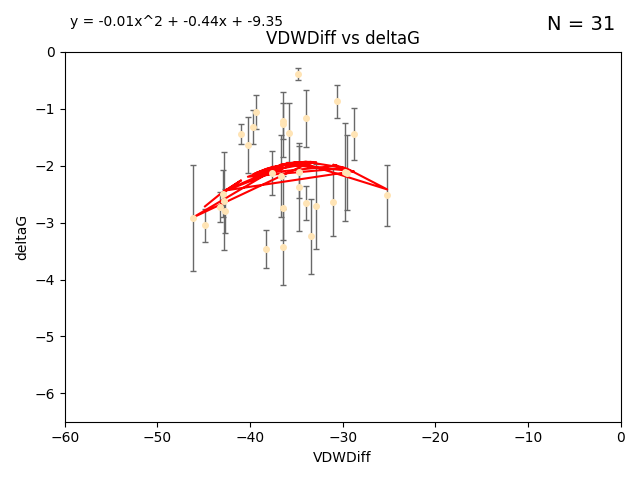 y = -0.01x^2 + -0.44x + -9.35
N = 31
VDWDiff vs deltaG
0
−1
−2
−3
−4
−5
−6
deltaG
−60 −50 −40 −30 −20 −10 0
VDWDiff